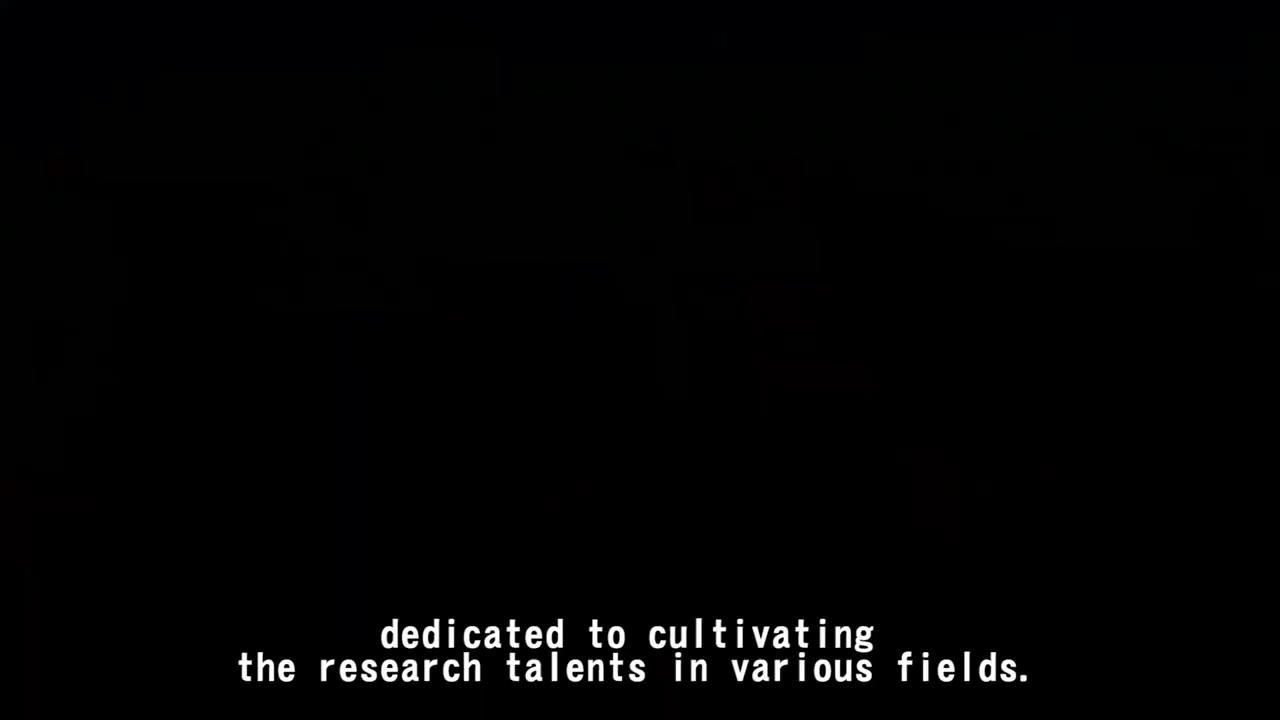 dedicated to cultivating
the research talents in various fields.